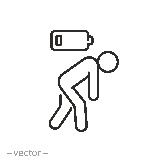 – vector –